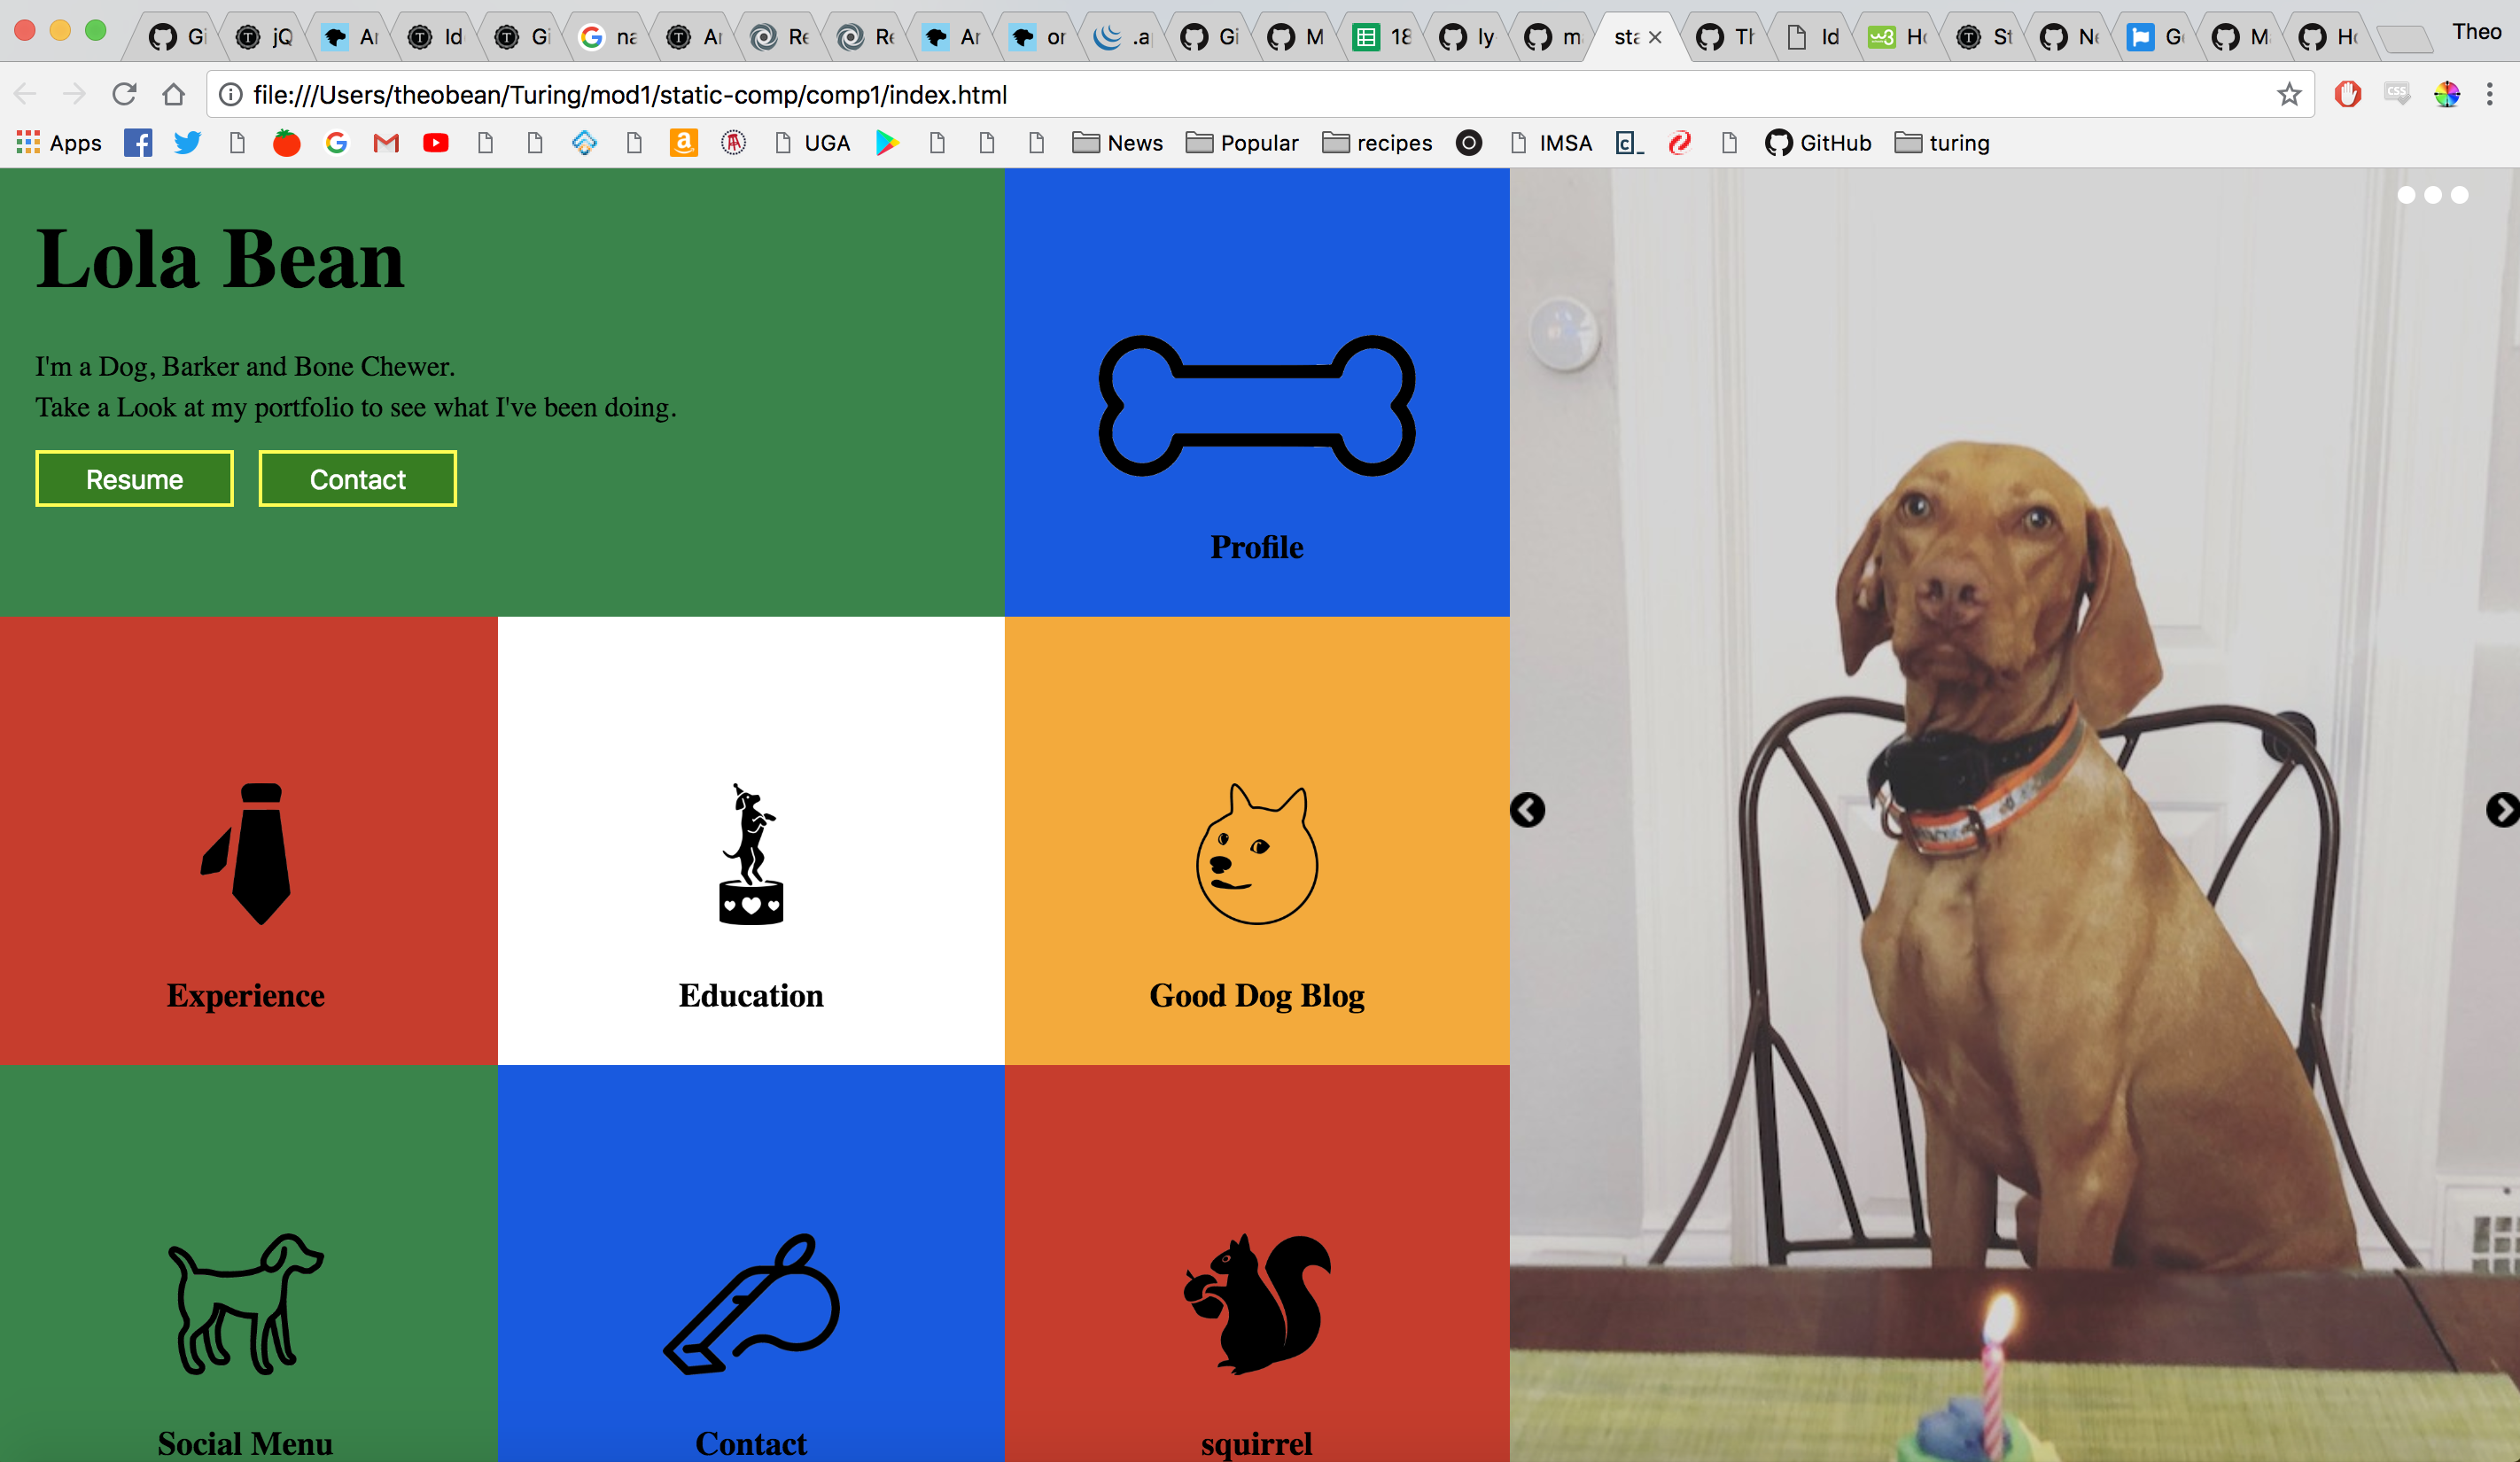 Gi jQ Ar Id Gi na Ar Re Re Ar or .a Gi M 18 ly m sta Th Id Ho St Ne G M Ho Theo
file:///Users/theobean/Turing/mod1/static-comp/comp1/index.html
Apps UGA News Popular recipes IMSA GitHub turing
Lola Bean
I'm a Dog, Barker and Bone Chewer.
Take a Look at my portfolio to see what I've been doing.
Resume Contact
Profile
Experience Education Good Dog Blog
Social Menu Contact squirrel